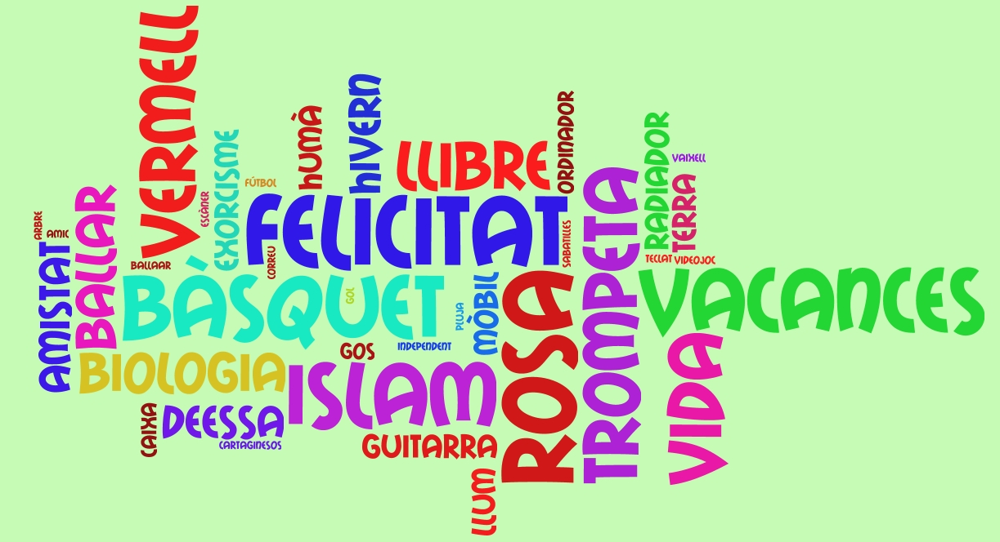 VERMELL
hUMÀ
hIVERN
LLIBRE
ORDINADOR
RADIADOR
VAIXELL
EXORCISME
FÚTBOL
ESCÀNER
FELICITAT
TROMPETA
TERRA
ARBRE
AMIC
BALLAR
BALLAAR
CORREU
SABATILLES
TECLAT
VIDEOJOC
AMISTAT
BÀSQUET
GOL
PLUJA
MÒBIL
ROSA
VACANCES
BIOLOGIA
GOS
INDEPENDENT
ISLAM
VIDA
CAIXA
DEESSA
CARTAGINESOS
GUITARRA
LLUM